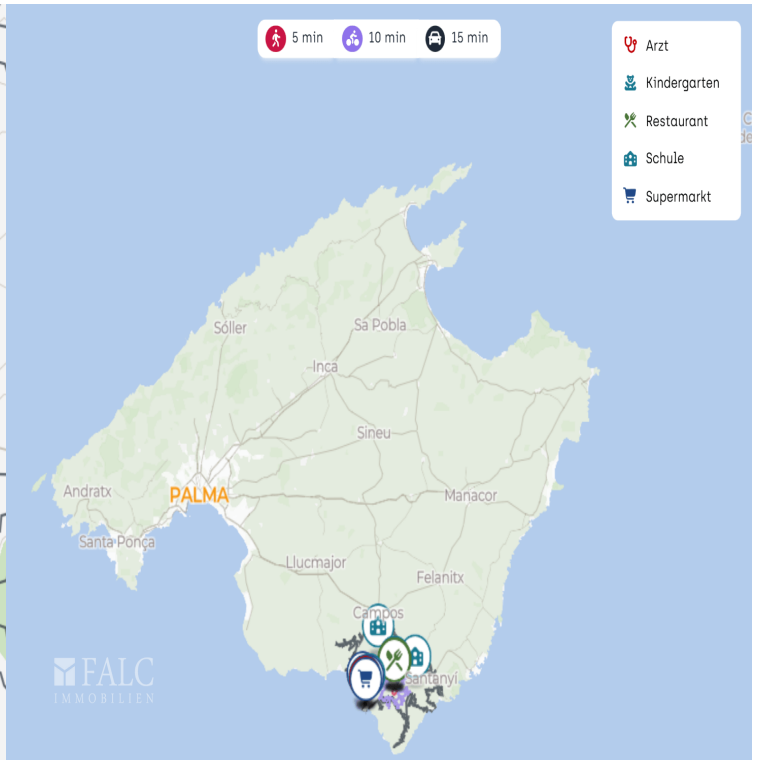 5 min
10 min
15 min
Arzt
Kindergarten
Restaurant
Schule
Supermarkt
Sóller
Sa Pobla
Inca
Sineu
Andratx
PALMA
Manacor
Santa Ponça
Llucmajor
Felanitx
Campos
Santanyí
FALC
IMMOBILIEN